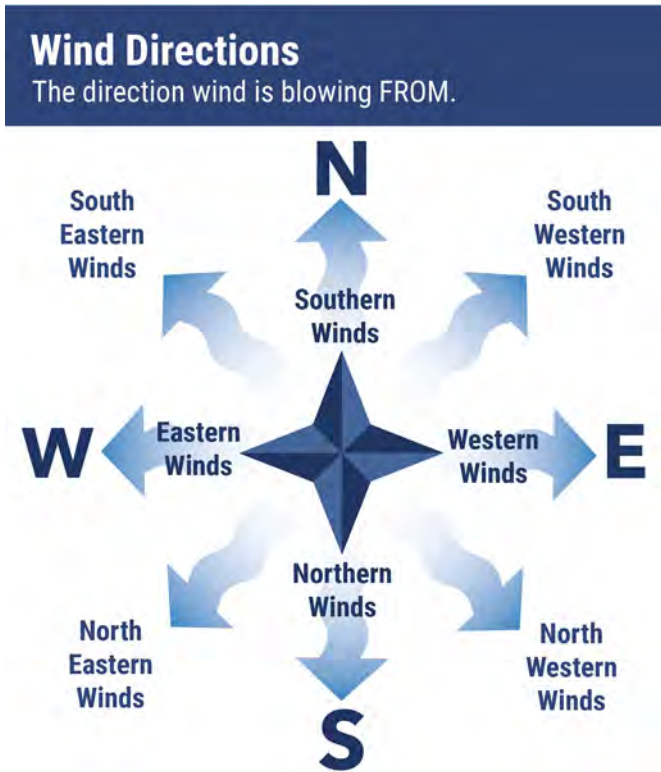 Wind Directions
The direction wind is blowing FROM.
N
South
Eastern
Winds
South
Western
Winds
Southern
Winds
W
Eastern
Winds
Western
Winds
E
Northern
Winds
North
Eastern
Winds
North
Western
Winds
S